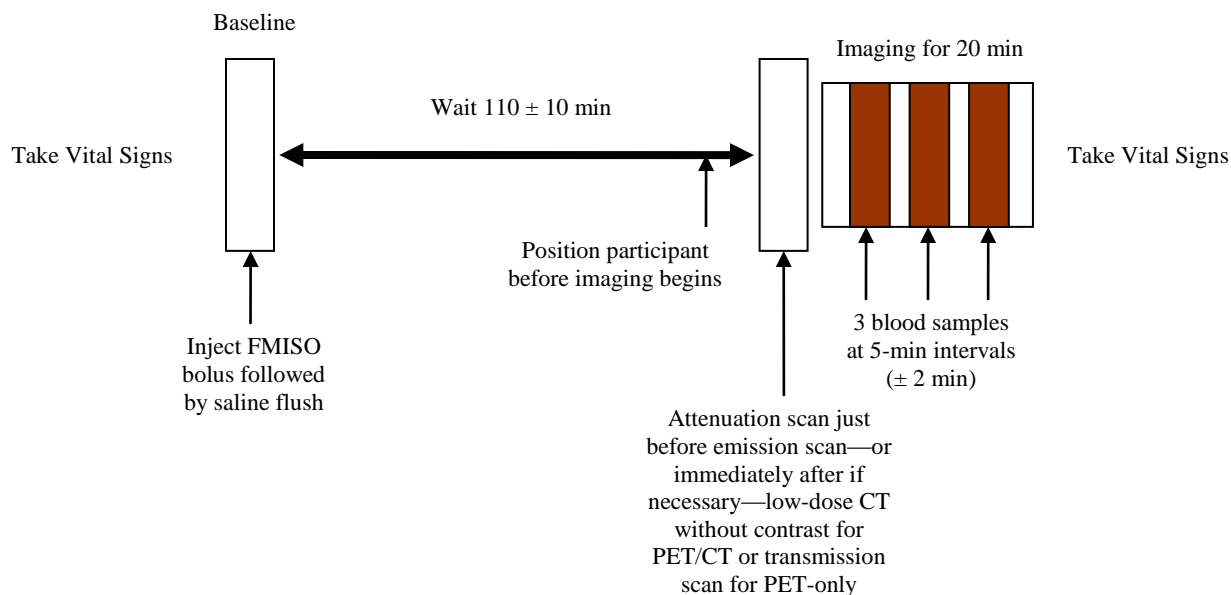 Baseline
Imaging for 20 min
Wait 110 ± 10 min
Take Vital Signs
Take Vital Signs
Position participant
before imaging begins
Inject FMISO
bolus followed
by saline flush
3 blood samples
at 5-min intervals
(± 2 min)
Attenuation scan just
before emission scan—or
immediately after if
necessary—low-dose CT
without contrast for
PET/CT or transmission
scan for PET-only